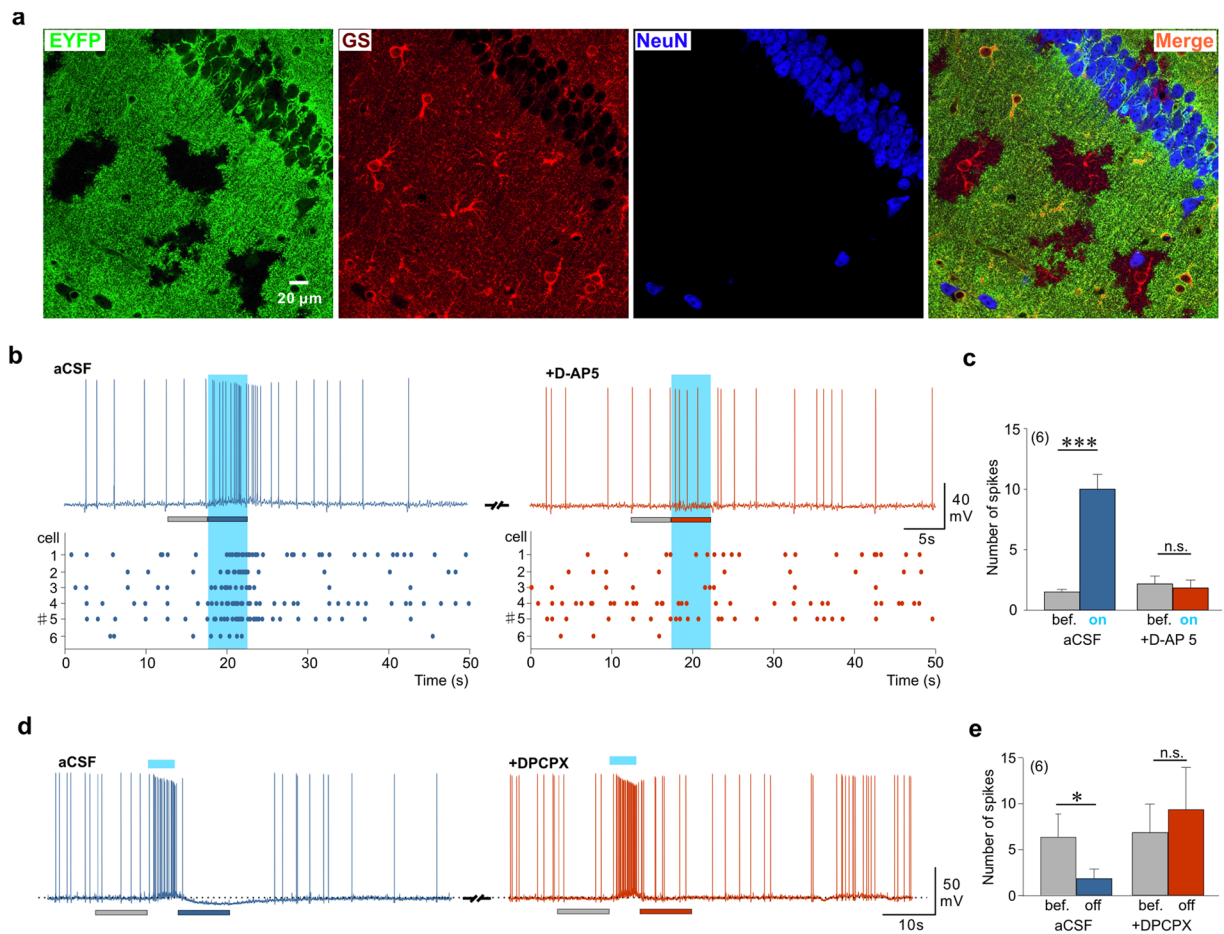 a
EYFP
GS
NeuN
Merge
20 µm
b
aCSF
+D-AP5
40
mV
5s
cell
1
2
3
4
#5
6
0 10 20 30 40 50
Time (s)
cell
1
2
3
4
#5
6
0 10 20 30 40 50
Time (s)
c
(6)
***
n.s.
Number of spikes
15
10
5
0
bef. on bef. on
aCSF +D-AP 5
d
aCSF
+DPCPX
50
mV
10s
e
(6)
*
n.s.
Number of spikes
15
10
5
0
bef. off bef. off
aCSF +DPCPX